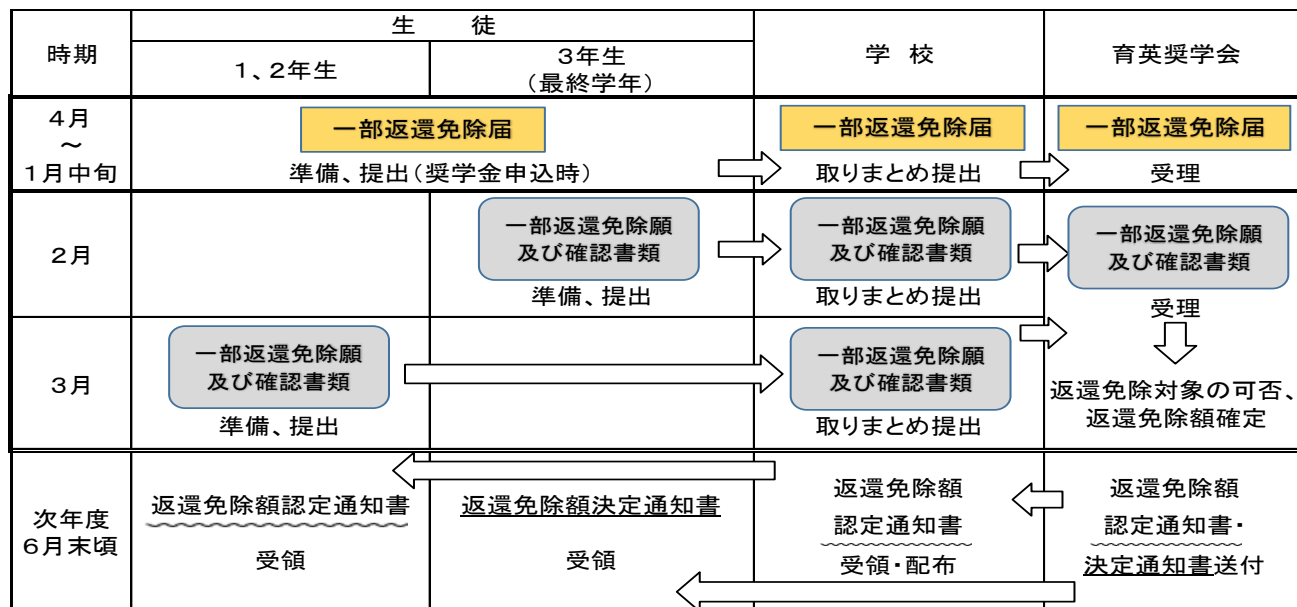 時期
生　　徒
1、2年生
3年生
(最終学年)
学　校
育英奨学会
4月
～
1月中旬
一部返還免除届
準備、提出(奨学金申込時)
一部返還免除届
取りまとめ提出
一部返還免除届
受理
2月
一部返還免除願
及び確認書類
準備、提出
一部返還免除願
及び確認書類
取りまとめ提出
一部返還免除願
及び確認書類
受理
3月
一部返還免除願
及び確認書類
準備、提出
一部返還免除願
及び確認書類
取りまとめ提出
返還免除対象の可否、
返還免除額確定
次年度
6月末頃
返還免除額認定通知書
受領
返還免除額決定通知書
受領
返還免除額
認定通知書
受領・配布
返還免除額
認定通知書・
決定通知書送付